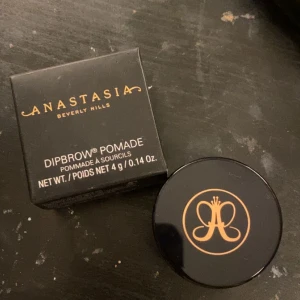 ANASTASIA
BEVERLY HILLS
DIPBROW® POMADE
POMMADE À SOURCILS
NET WT. / POIDS NET 4 g / 0.14 Oz.